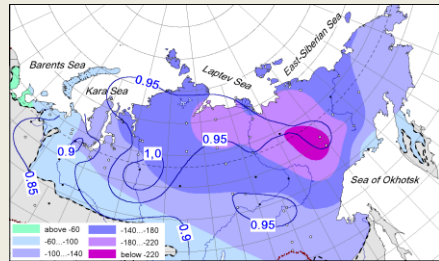 Barents Sea
Kara Sea
Laptev Sea
East-Siberian Sea
Sea of Okhotsk
0.95
0.9
0.85
1,0
0.95
0.9
0.95
above -60
-60...-100
-100...-140
-140...-180
-180...-220
below -220